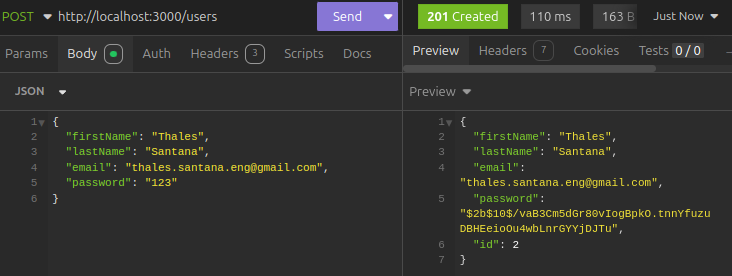 POST http://localhost:3000/users Send 201 Created 110 ms 163 B Just Now
Params Body Auth Headers 3 Scripts Docs Preview Headers 7 Cookies Tests 0 / 0
JSON
Preview
1 {
2 "firstName": "Thales",
3 "lastName": "Santana",
4 "email": "thales.santana.eng@gmail.com",
5 "password": "123"
6 }
1 {
2 "firstName": "Thales",
3 "lastName": "Santana",
4 "email":
"thales.santana.eng@gmail.com",
5 "password":
"$2b$10$/vaB3Cm5dGr80vIogBpkO.tnnYfuzu
DBHEeioOu4wbLnrGYYjDJTu",
6 "id": 2
7 }